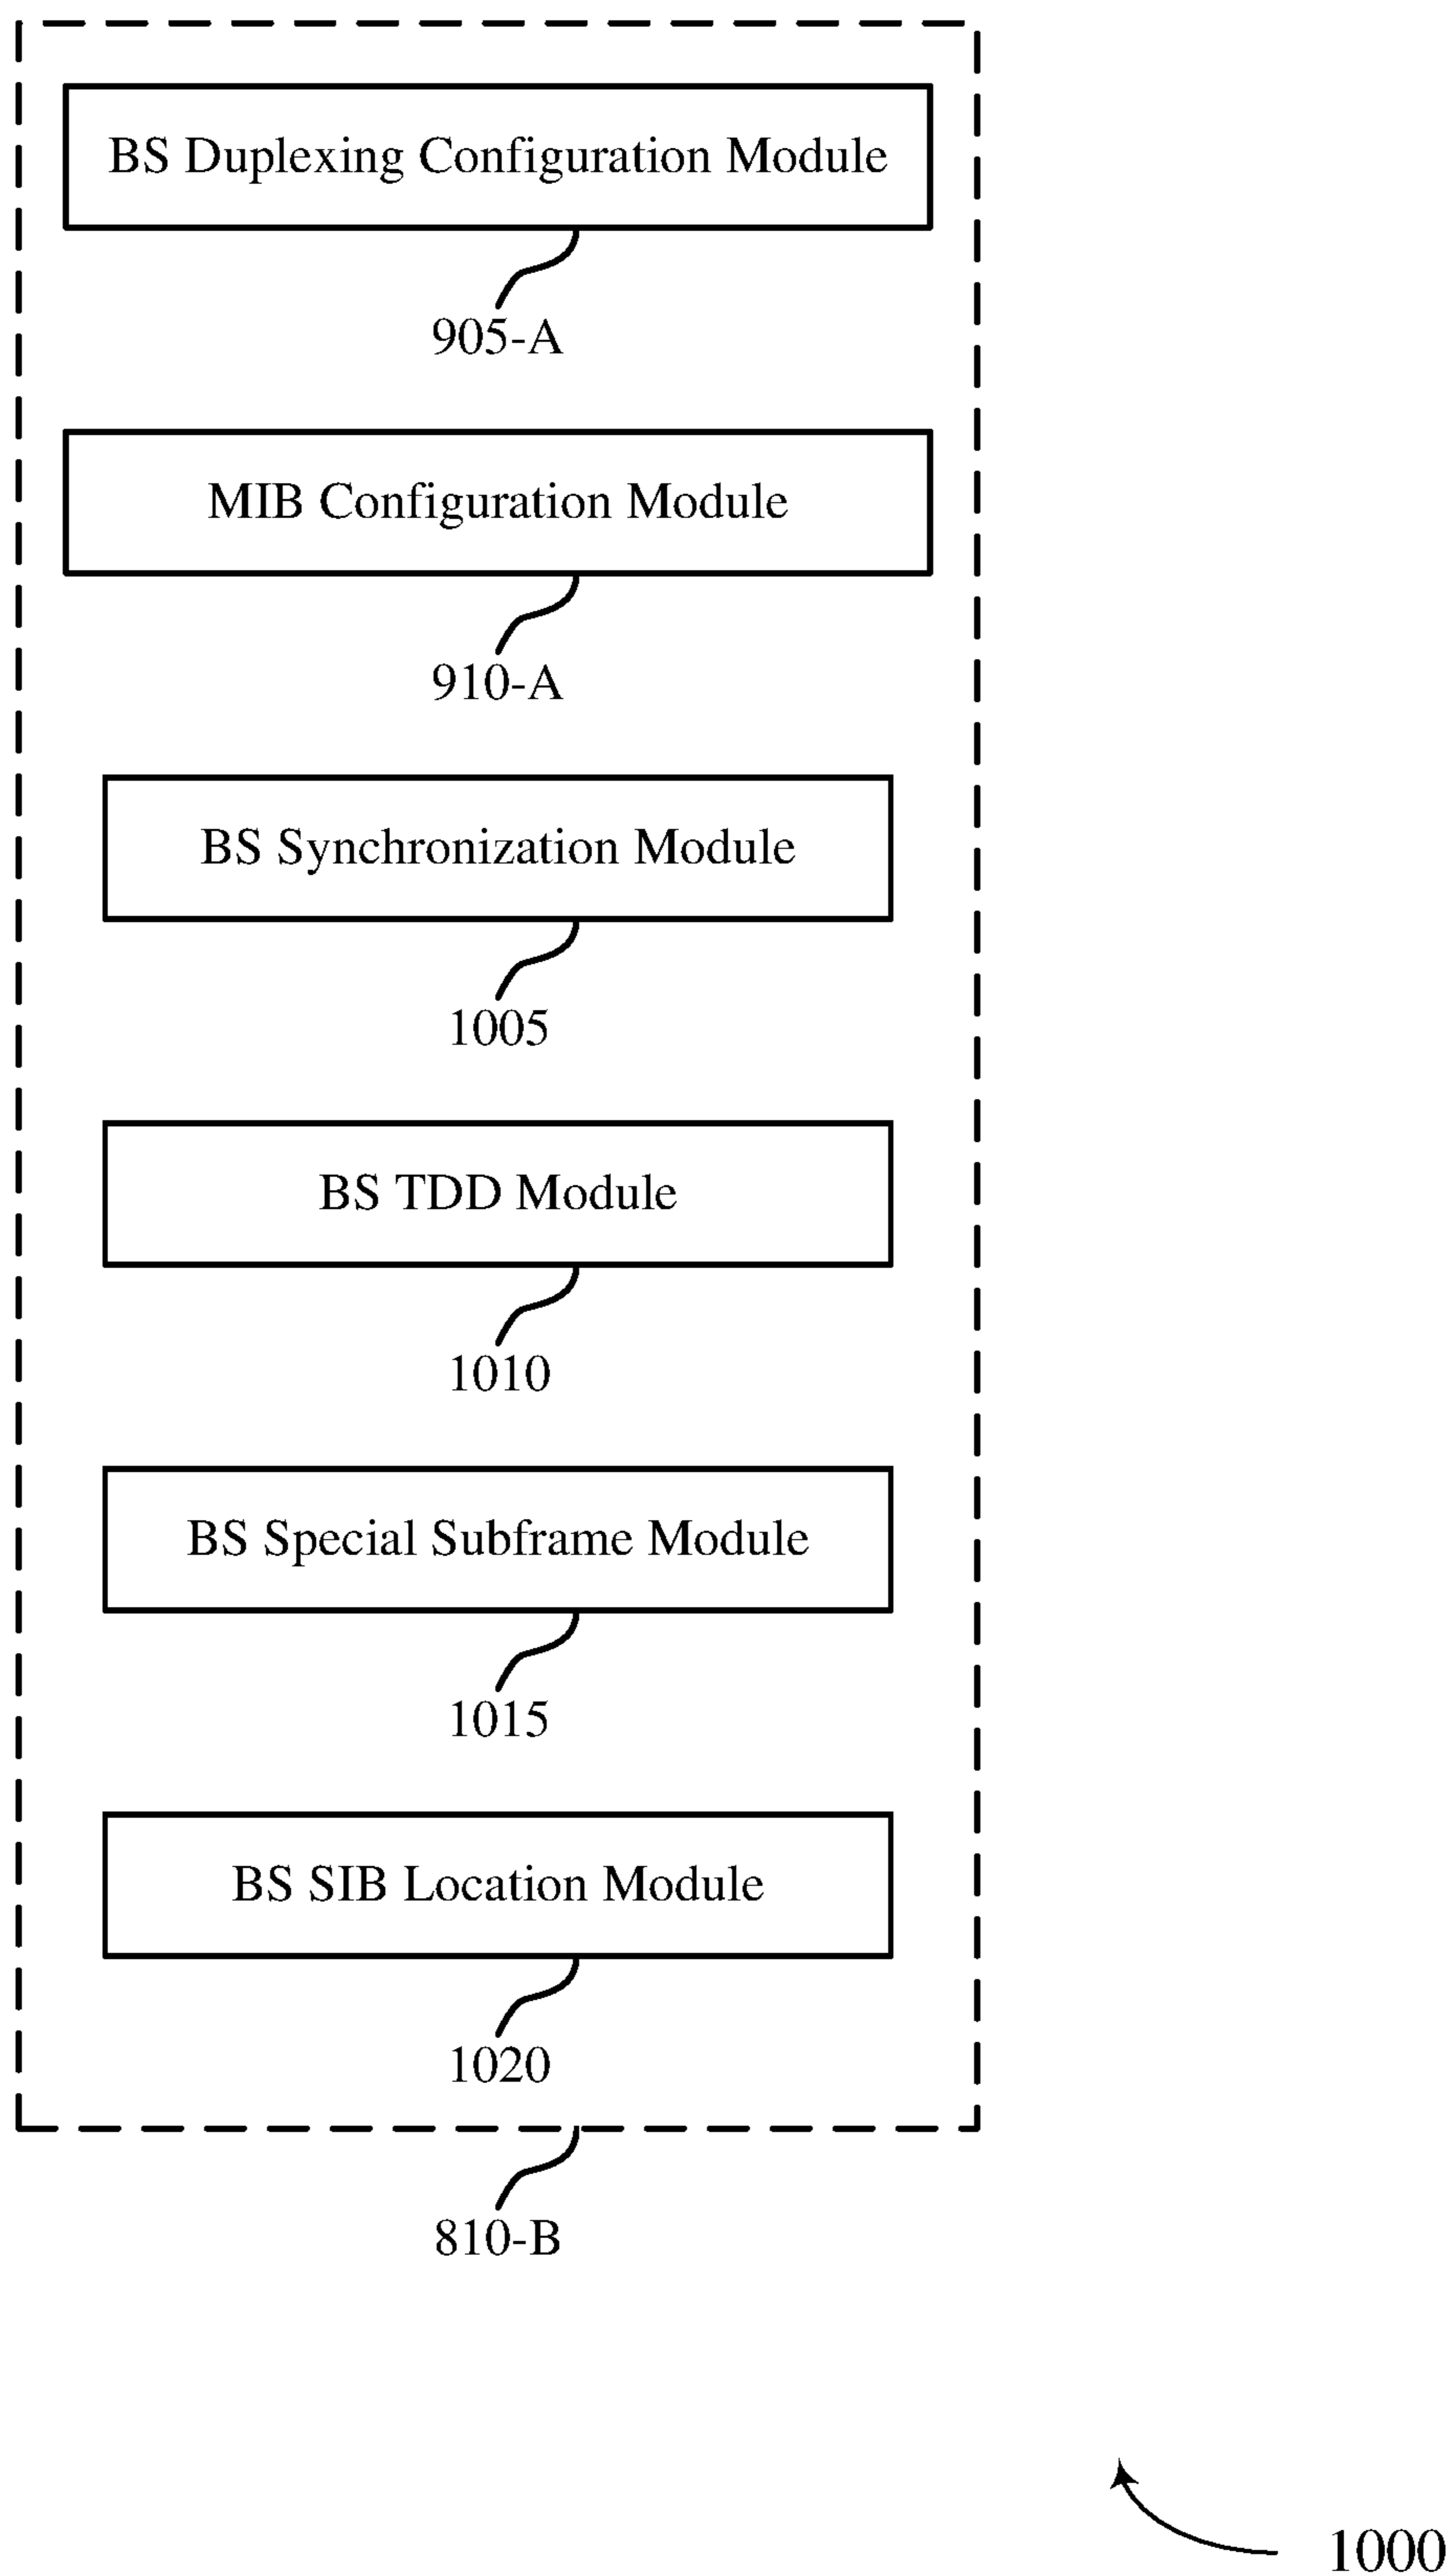 BS Duplexing Configuration Module
905-A
MIB Configuration Module
910-A
BS Synchronization Module
1005
BS TDD Module
1010
BS Special Subframe Module
1015
BS SIB Location Module
1020
810-B
1000